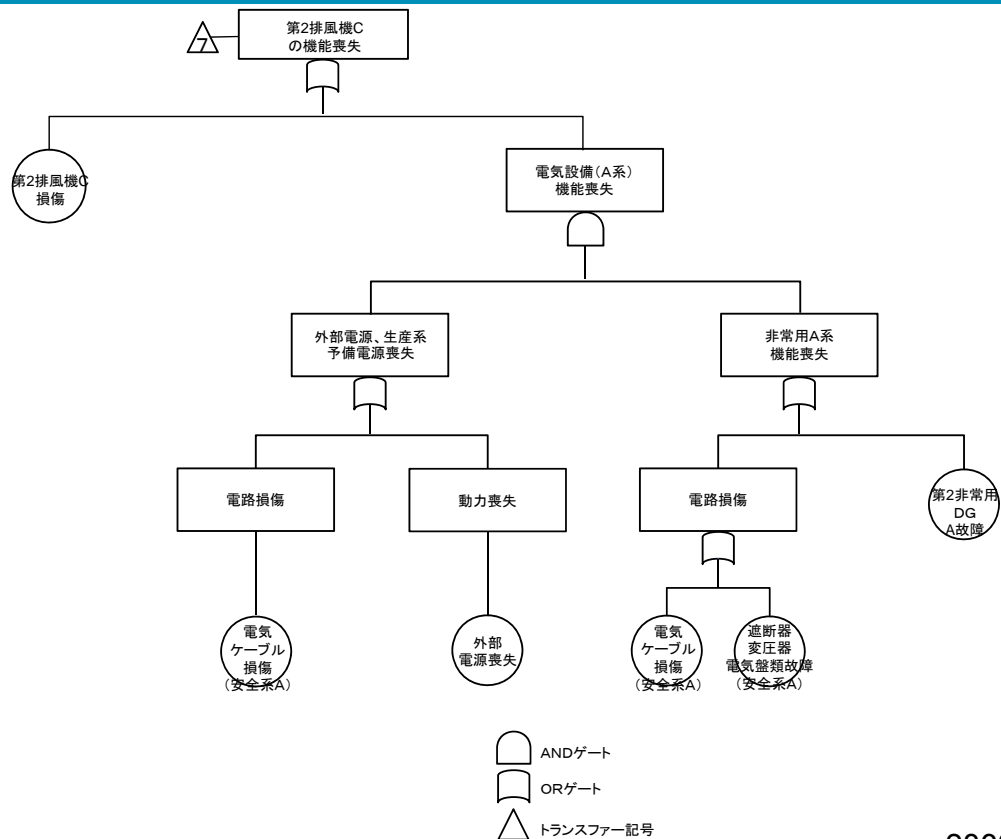 第2排風機C
の機能喪失
7
第2排風機C
損傷
電気設備(A系)
機能喪失
外部電源、生産系
予備電源喪失
非常用A系
機能喪失
電路損傷
動力喪失
電路損傷
第2非常用
DG
A故障
電気
ケーブル
損傷
(安全系A)
外部
電源喪失
電気
ケーブル
損傷
(安全系A)
遮断器
変圧器
電気盤類故障
(安全系A)
ANDゲート
ORゲート
トランスファー記号